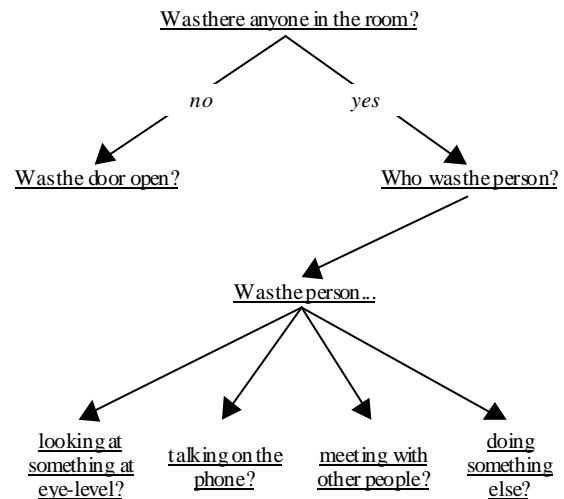 Was there anyone in the room?
no
yes
Was the door open?
Who was the person?
Was the person...
looking at
something at
eye-level?
talking on the
phone?
meeting with
other people?
doing
something
else?